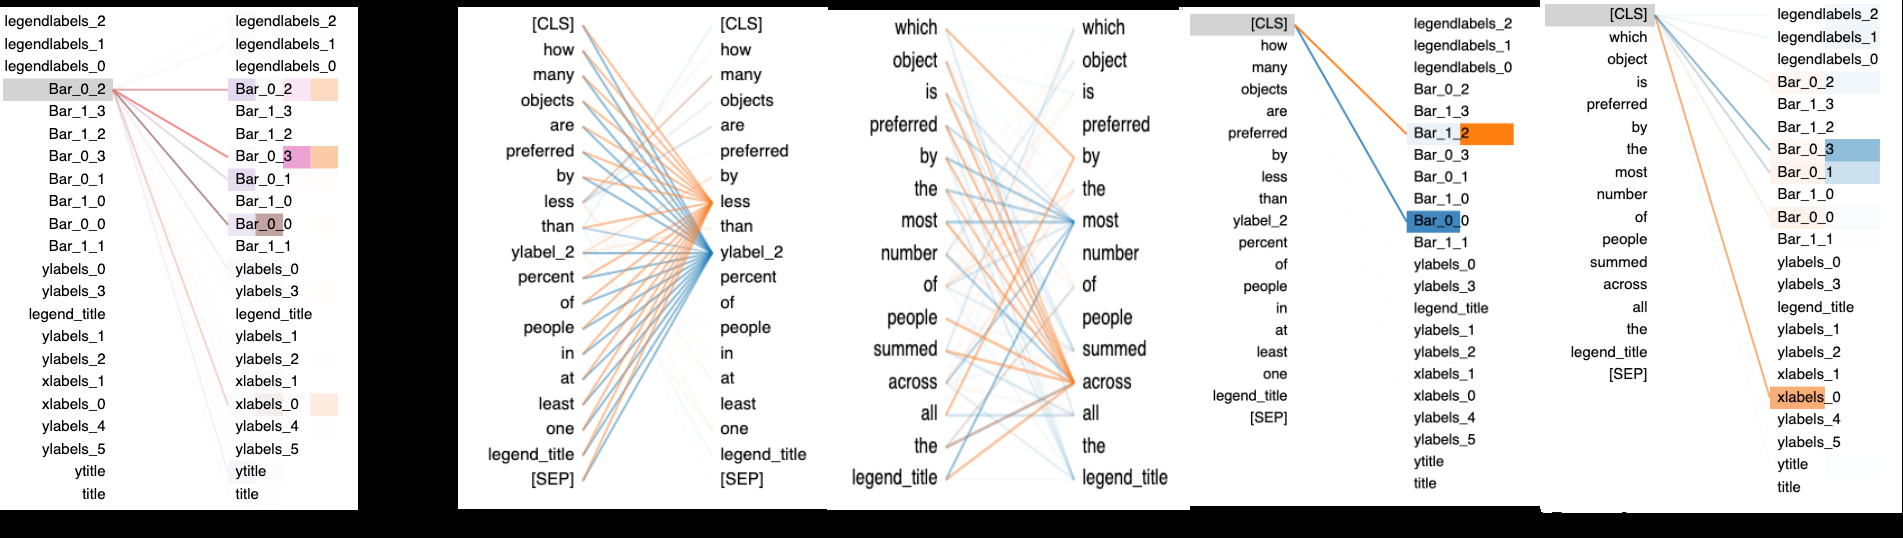 legendlabels_2
legendlabels_1
legendlabels_0
Bar_0_2
Bar_1_3
Bar_1_2
Bar_0_3
Bar_0_1
Bar_1_0
Bar_0_0
Bar_1_1
ylabels_0
ylabels_3
legend_title
ylabels_1
ylabels_2
xlabels_1
xlabels_0
ylabels_4
ylabels_5
ytitle
title
legendlabels_2
legendlabels_1
legendlabels_0
Bar_0_2
Bar_1_3
Bar_1_2
Bar_0_3
Bar_0_1
Bar_1_0
Bar_0_0
Bar_1_1
ylabels_0
ylabels_3
legend_title
ylabels_1
ylabels_2
xlabels_1
xlabels_0
ylabels_4
ylabels_5
ytitle
title
[CLS]
how
many
objects
are
preferred
by
less
than
ylabel_2
percent
of
people
in
at
least
one
legend_title
[SEP]
[CLS]
how
many
objects
are
preferred
by
less
than
ylabel_2
percent
of
people
in
at
least
one
legend_title
[SEP]
which
object
is
preferred
by
the
most
number
of
people
summed
across
all
the
legend_title
which
object
is
preferred
by
the
most
number
of
people
summed
across
all
the
legend_title
[CLS]
how
many
objects
are
preferred
by
less
than
ylabel_2
percent
of
people
in
at
least
one
legend_title
[SEP]
legendlabels_2
legendlabels_1
legendlabels_0
Bar_0_2
Bar_1_3
Bar_1_2
Bar_0_3
Bar_0_1
Bar_1_0
Bar_0_0
Bar_1_1
ylabels_0
ylabels_3
legend_title
ylabels_1
ylabels_2
xlabels_1
xlabels_0
ylabels_4
ylabels_5
ytitle
title
[CLS]
which
object
is
preferred
by
the
most
number
of
people
summed
across
all
the
legend_title
[SEP]
legendlabels_2
legendlabels_1
legendlabels_0
Bar_0_2
Bar_1_3
Bar_1_2
Bar_0_3
Bar_0_1
Bar_1_0
Bar_0_0
Bar_1_1
ylabels_0
ylabels_3
legend_title
ylabels_1
ylabels_2
xlabels_1
xlabels_0
ylabels_4
ylabels_5
ytitle
title